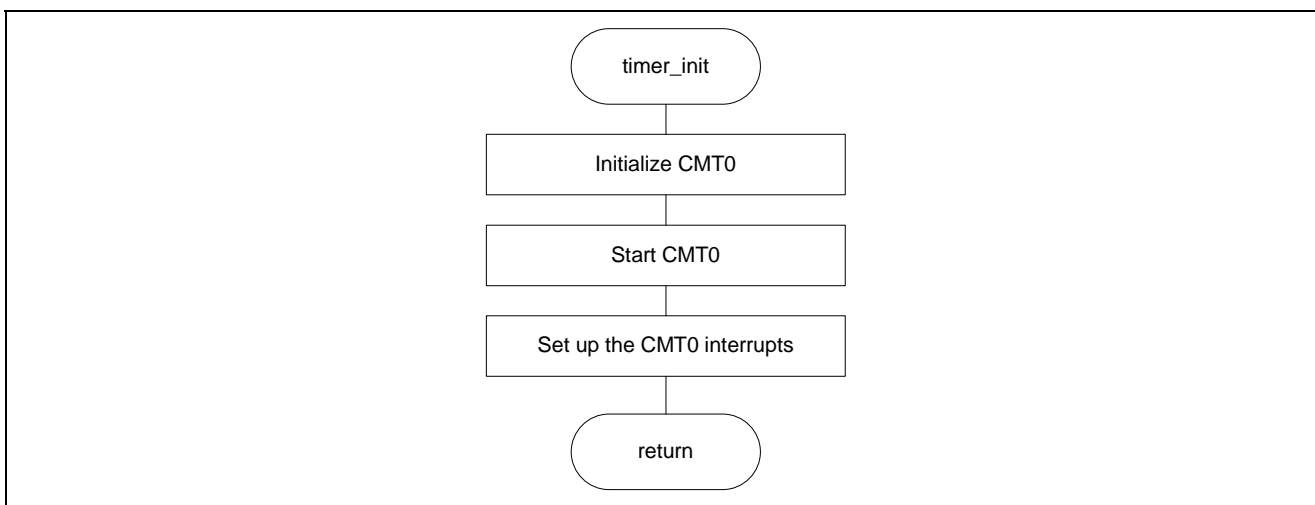 timer_init
Initialize CMT0
Start CMT0
Set up the CMT0 interrupts
return